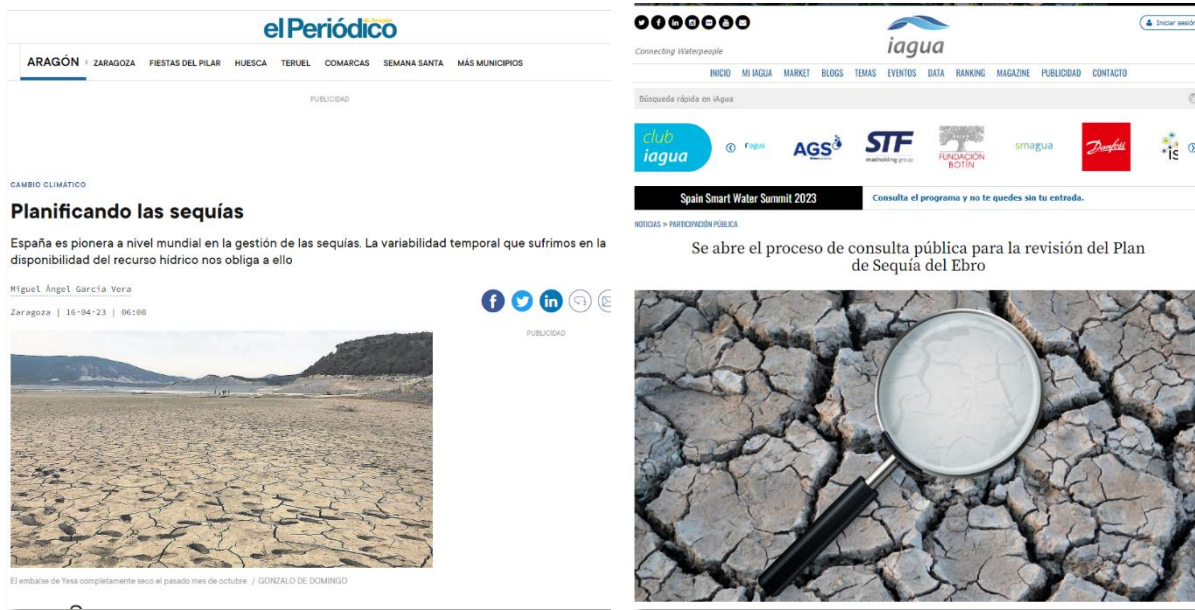 el Periódico
de Aragón
ARAGÓN > ZARAGOZA FIESTAS DEL PILAR HUESCA TERUEL COMARCAS SEMANA SANTA MÁS MUNICIPIOS
PUBLICIDAD
CAMBIO CLIMÁTICO
Planificando las sequías
España es pionera a nivel mundial en la gestión de las sequías. La variabilidad temporal que sufrimos en la
disponibilidad del recurso hídrico nos obliga a ello
Miguel Ángel García Vera
Zaragoza | 16·04·23 | 06:00
PUBLICIDAD
El embalse de Yesa completamente seco el pasado mes de octubre / GONZALO DE DOMINGO
Iniciar sesión
Connecting Waterpeople
iagua
INICIO MI IAGUA MARKET BLOGS TEMAS EVENTOS DATA RANKING MAGAZINE PUBLICIDAD CONTACTO
Búsqueda rápida en iAgua
club
iagua
AGS
STF
matholding group
FUNDACIÓN
BOTÍN
smagua
Danfoss
Spain Smart Water Summit 2023
Consulta el programa y no te quedes sin tu entrada.
NOTICIAS » PARTICIPACIÓN PÚBLICA
Se abre el proceso de consulta pública para la revisión del Plan
de Sequía del Ebro